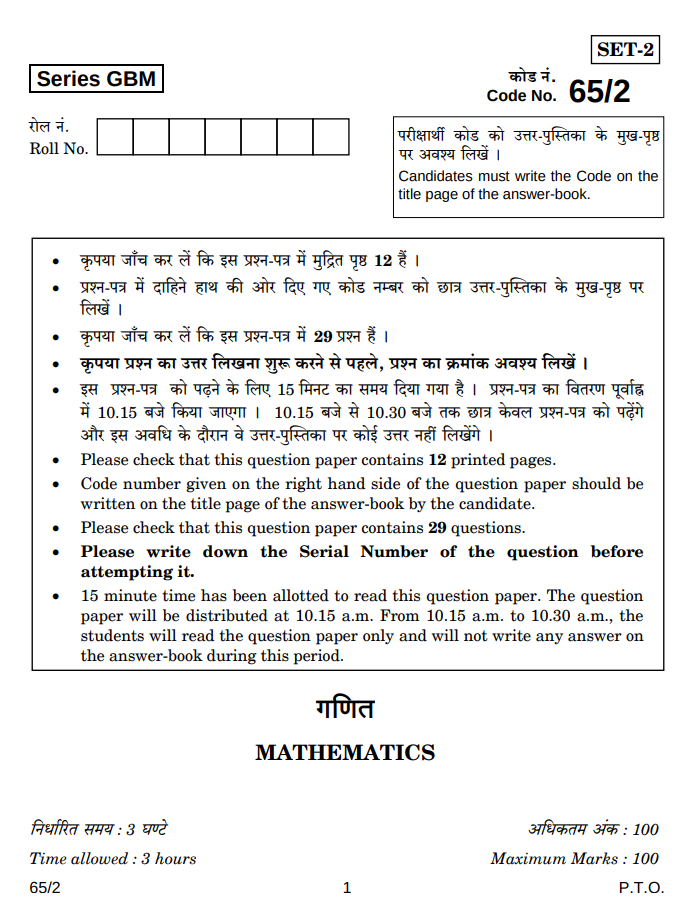 SET-2
Series GBM
कोड नं.
Code No. 65/2
रोल नं.
Roll No.
परीक्षार्थी कोड को उत्तर-पुस्तिका के मुख-पृष्ठ
पर अवश्य लिखें ।
Candidates must write the Code on the
title page of the answer-book.
• कृपया जाँच कर लें कि इस प्रश्न-पत्र में मुद्रित पृष्ठ 12 हैं ।
• प्रश्न-पत्र में दाहिने हाथ की ओर दिए गए कोड नम्बर को छात्र उत्तर-पुस्तिका के मुख-पृष्ठ पर
लिखें ।
• कृपया जाँच कर लें कि इस प्रश्न-पत्र में 29 प्रश्न हैं ।
• कृपया प्रश्न का उत्तर लिखना शुरू करने से पहले, प्रश्न का क्रमांक अवश्य लिखें ।
• इस प्रश्न-पत्र को पढ़ने के लिए 15 मिनट का समय दिया गया है । प्रश्न-पत्र का वितरण पूर्वाह्न
में 10.15 बजे किया जाएगा । 10.15 बजे से 10.30 बजे तक छात्र केवल प्रश्न-पत्र को पढ़ेंगे
और इस अवधि के दौरान वे उत्तर-पुस्तिका पर कोई उत्तर नहीं लिखेंगे ।
• Please check that this question paper contains 12 printed pages.
• Code number given on the right hand side of the question paper should be
written on the title page of the answer-book by the candidate.
• Please check that this question paper contains 29 questions.
• Please write down the Serial Number of the question before
attempting it.
• 15 minute time has been allotted to read this question paper. The question
paper will be distributed at 10.15 a.m. From 10.15 a.m. to 10.30 a.m., the
students will read the question paper only and will not write any answer on
the answer-book during this period.
गणित
MATHEMATICS
निर्धारित समय : 3 घण्टे अधिकतम अंक : 100
Time allowed : 3 hours Maximum Marks : 100
65/2 1 P.T.O.